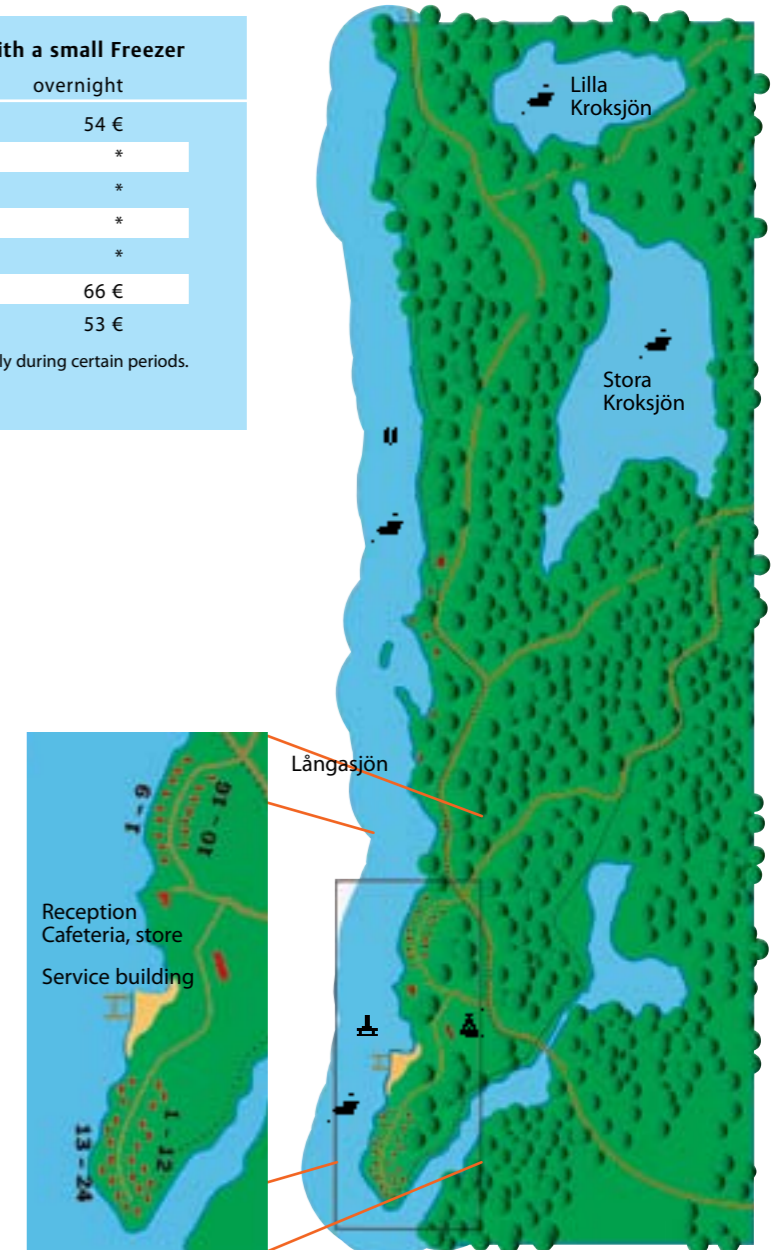 ith a small Freezer
overnight
54 €
*
*
*
*
66 €
53 €
ly during certain periods.
Lilla
Kroksjön
Stora
Kroksjön
Långasjön
9 - 1
10 - 16
Reception
Cafeteria, store
Service building
1 - 12
13 - 24